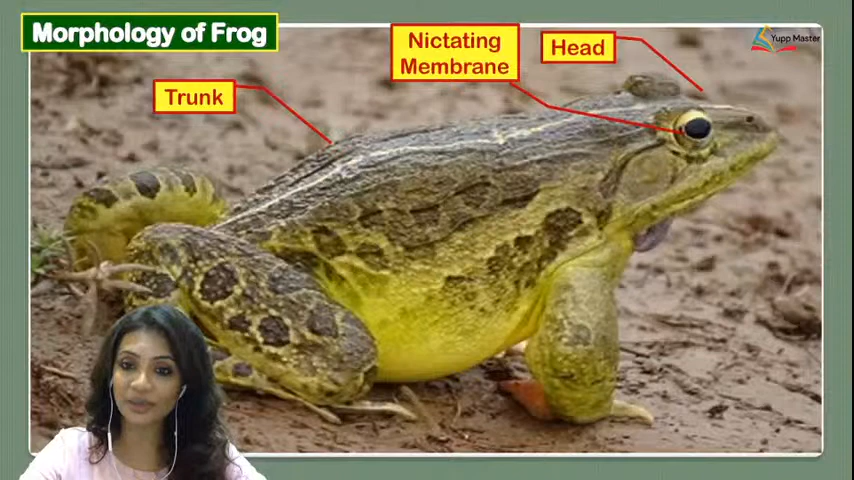 Morphology of Frog
Nictating
Membrane
Head
Yupp Master
Trunk